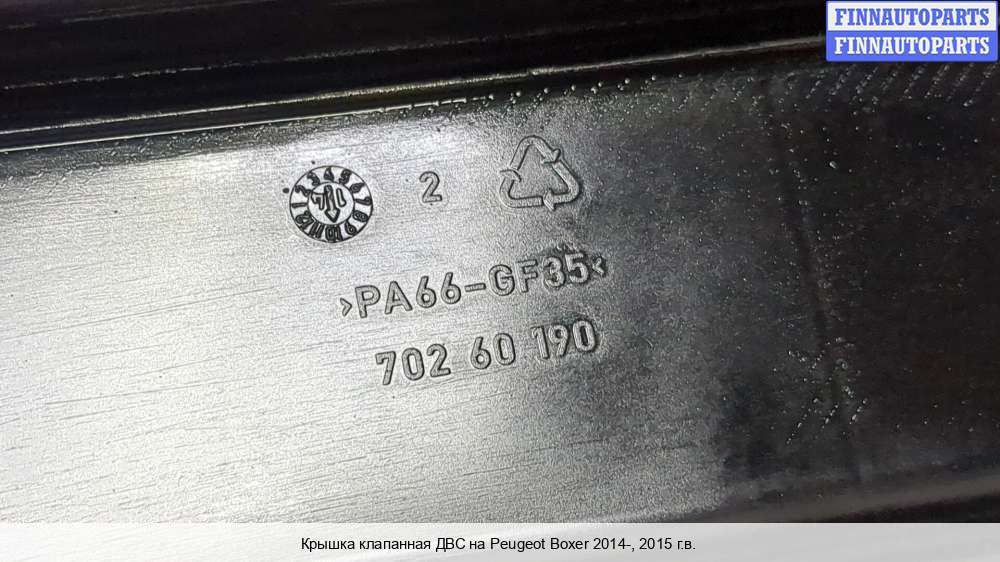 FINNAUTOPARTS
FINNAUTOPARTS
2
>PA66-GF35<
702 60 190
Крышка клапанная ДВС на Peugeot Boxer 2014-, 2015 г.в.